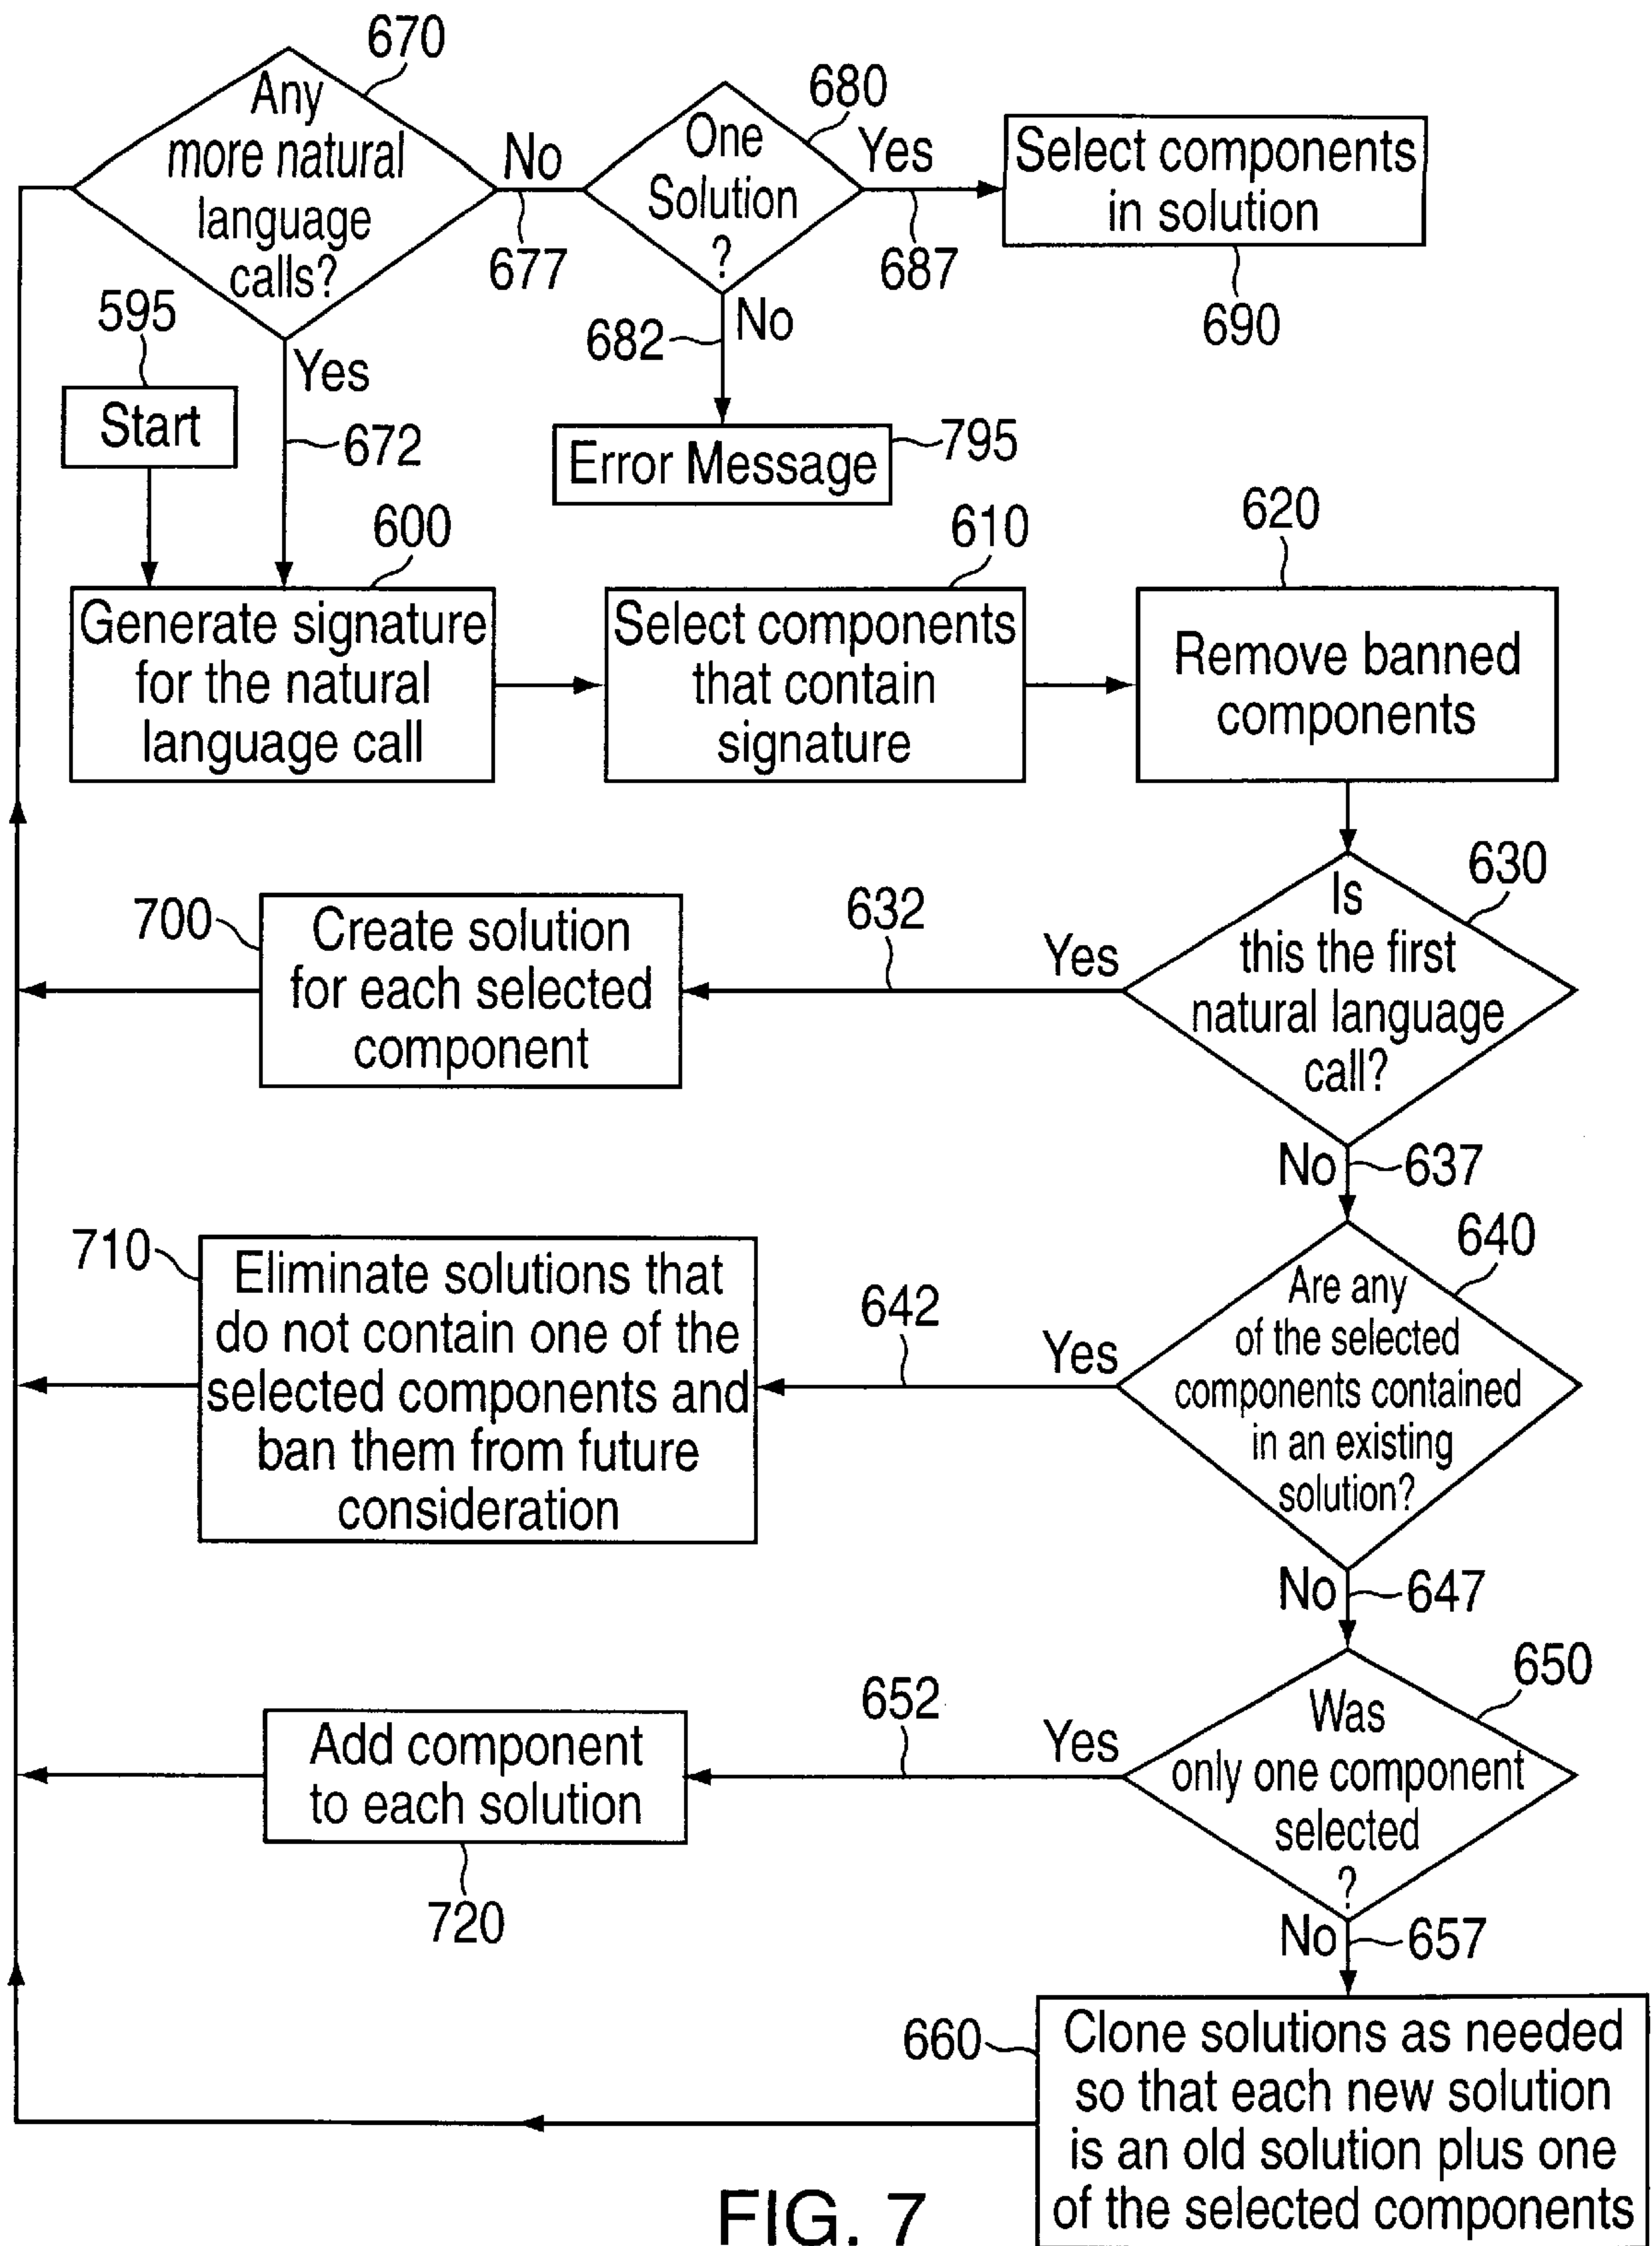 670
Any
more natural
language
calls?
No
677
680
One
Solution
?
Yes
687
Select components
in solution
690
682
No
Error Message
795
595
Start
Yes
672
600
Generate signature
for the natural
language call
610
Select components
that contain
signature
620
Remove banned
components
630
Is
this the first
natural language
call?
Yes
632
700
Create solution
for each selected
component
No
637
640
Are any
of the selected
components contained
in an existing
solution?
Yes
642
710
Eliminate solutions that
do not contain one of the
selected components and
ban them from future
consideration
No
647
650
Was
only one component
selected
?
Yes
652
Add component
to each solution
720
No
657
660
Clone solutions as needed
so that each new solution
is an old solution plus one
of the selected components
FIG. 7